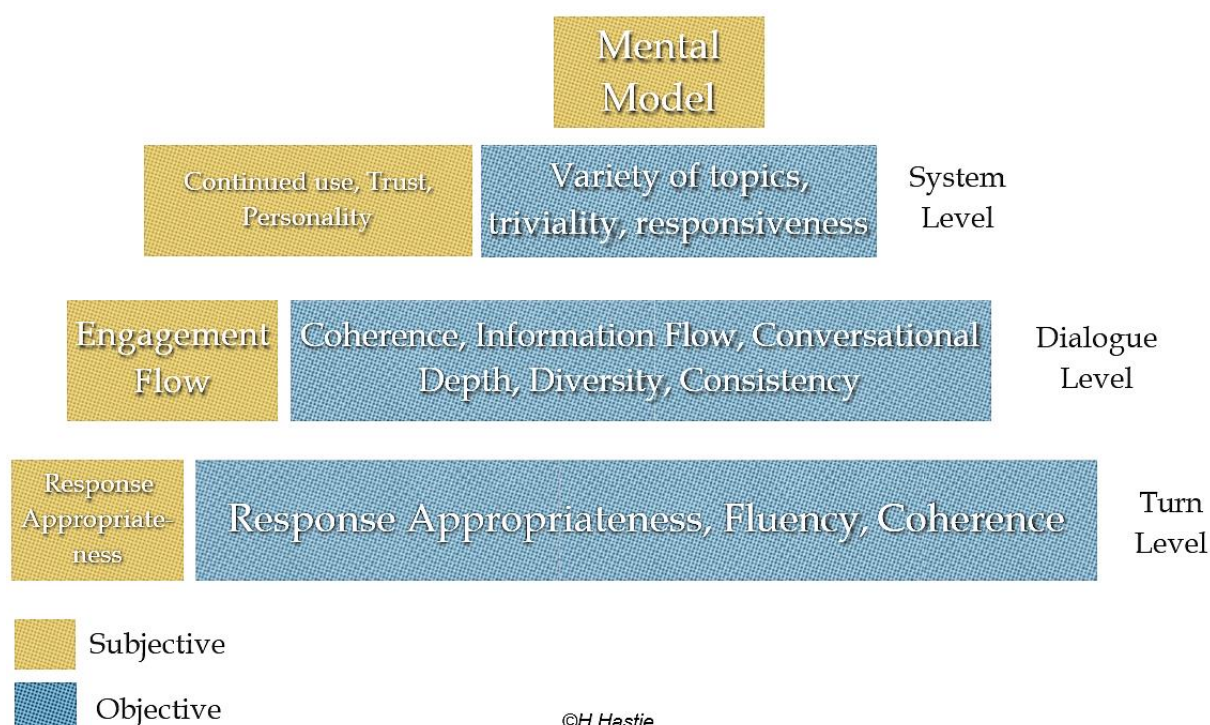 Mental
Model
Continued use, Trust,
Personality
Variety of topics,
triviality, responsiveness
System
Level
Engagement
Flow
Coherence, Information Flow, Conversational
Depth, Diversity, Consistency
Dialogue
Level
Response
Appropriate-
ness
Response Appropriateness, Fluency, Coherence
Turn
Level
Subjective
Objective
©H.Hastie